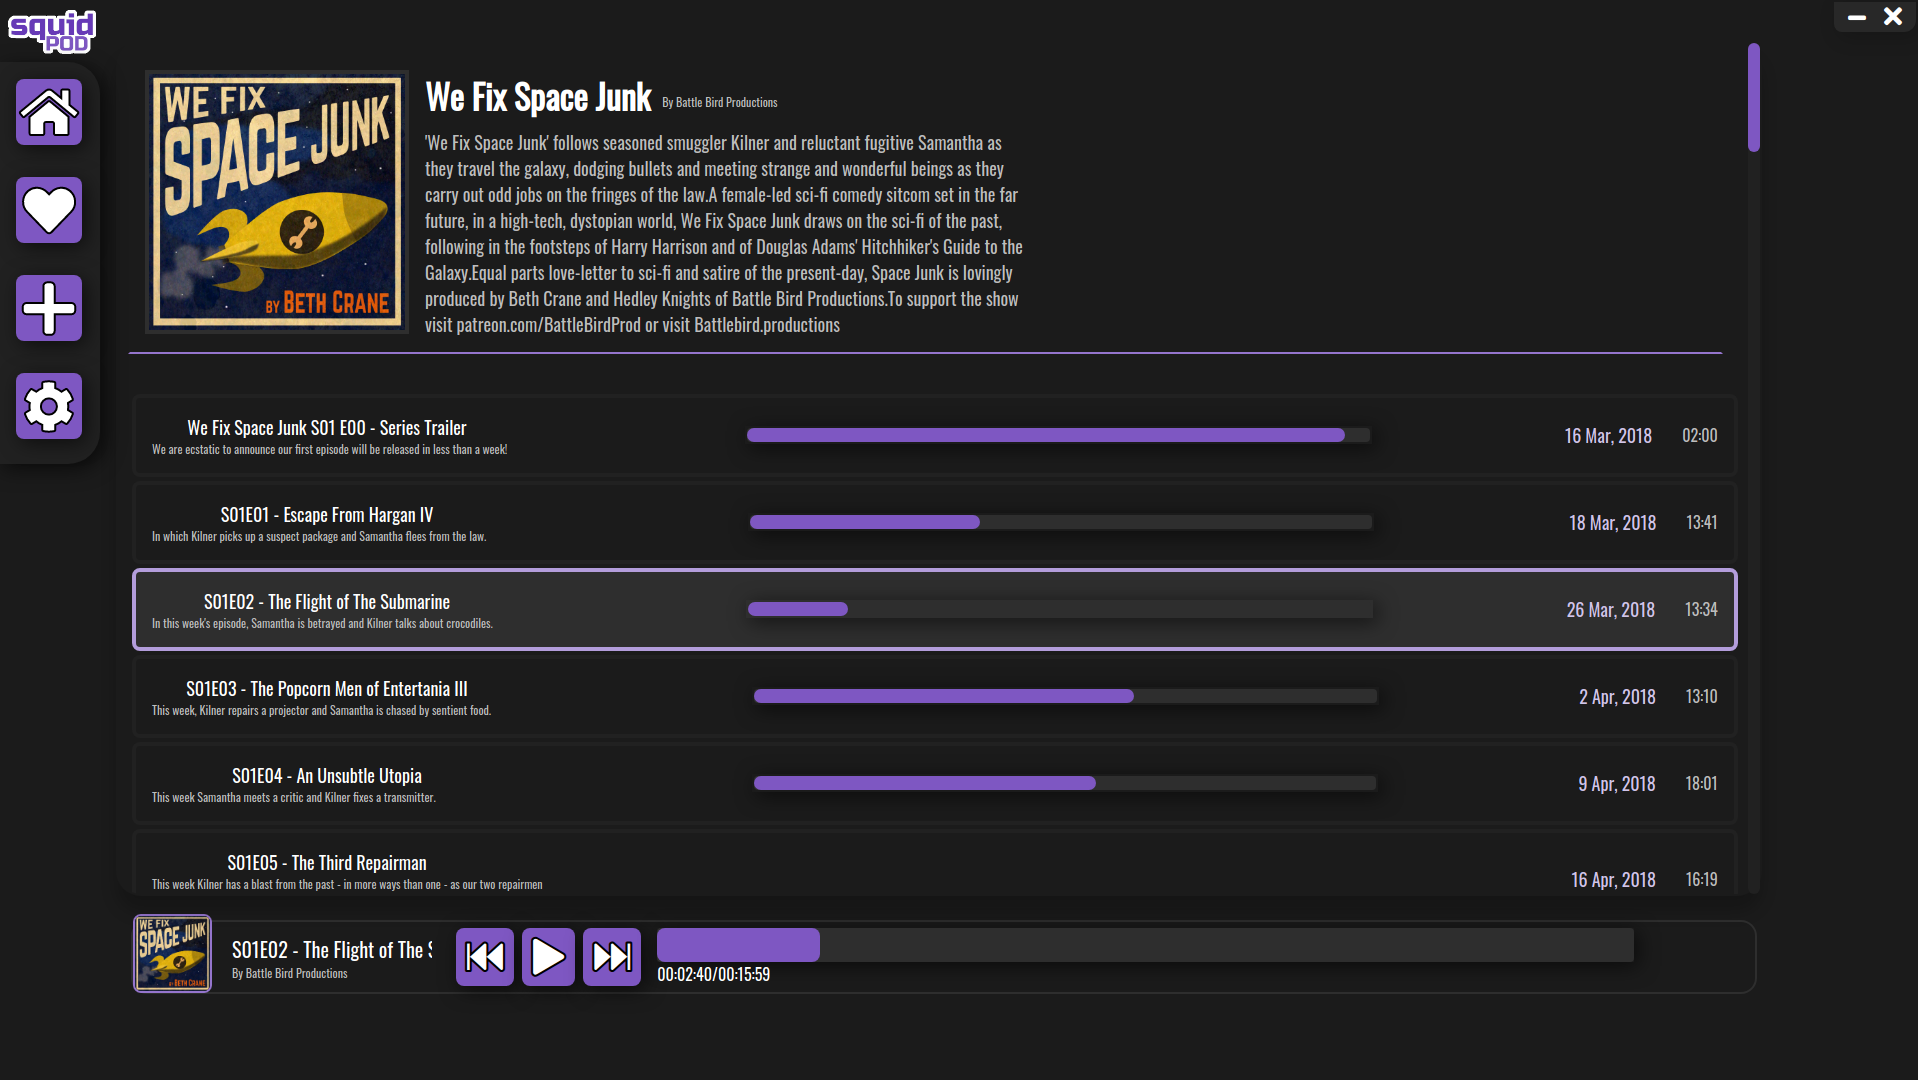 squid
POD
WE FIX
SPACE JUNK
BY BETH CRANE
We Fix Space Junk By Battle Bird Productions
'We Fix Space Junk' follows seasoned smuggler Kilner and reluctant fugitive Samantha as
they travel the galaxy, dodging bullets and meeting strange and wonderful beings as they
carry out odd jobs on the fringes of the law.A female-led sci-fi comedy sitcom set in the far
future, in a high-tech, dystopian world, We Fix Space Junk draws on the sci-fi of the past,
following in the footsteps of Harry Harrison and of Douglas Adams' Hitchhiker's Guide to the
Galaxy.Equal parts love-letter to sci-fi and satire of the present-day, Space Junk is lovingly
produced by Beth Crane and Hedley Knights of Battle Bird Productions.To support the show
visit patreon.com/BattleBirdProd or visit Battlebird.productions
We Fix Space Junk S01 E00 - Series Trailer
We are ecstatic to announce our first episode will be released in less than a week!
16 Mar, 2018 02:00
S01E01 - Escape From Hargan IV
In which Kilner picks up a suspect package and Samantha flees from the law.
18 Mar, 2018 13:41
S01E02 - The Flight of The Submarine
In this week's episode, Samantha is betrayed and Kilner talks about crocodiles.
26 Mar, 2018 13:34
S01E03 - The Popcorn Men of Entertania III
This week, Kilner repairs a projector and Samantha is chased by sentient food.
2 Apr, 2018 13:10
S01E04 - An Unsubtle Utopia
This week Samantha meets a critic and Kilner fixes a transmitter.
9 Apr, 2018 18:01
S01E05 - The Third Repairman
This week Kilner has a blast from the past - in more ways than one - as our two repairmen
16 Apr, 2018 16:19
WE FIX
SPACE JUNK
BY BETH CRANE
S01E02 - The Flight of The S
By Battle Bird Productions
00:02:40/00:15:59